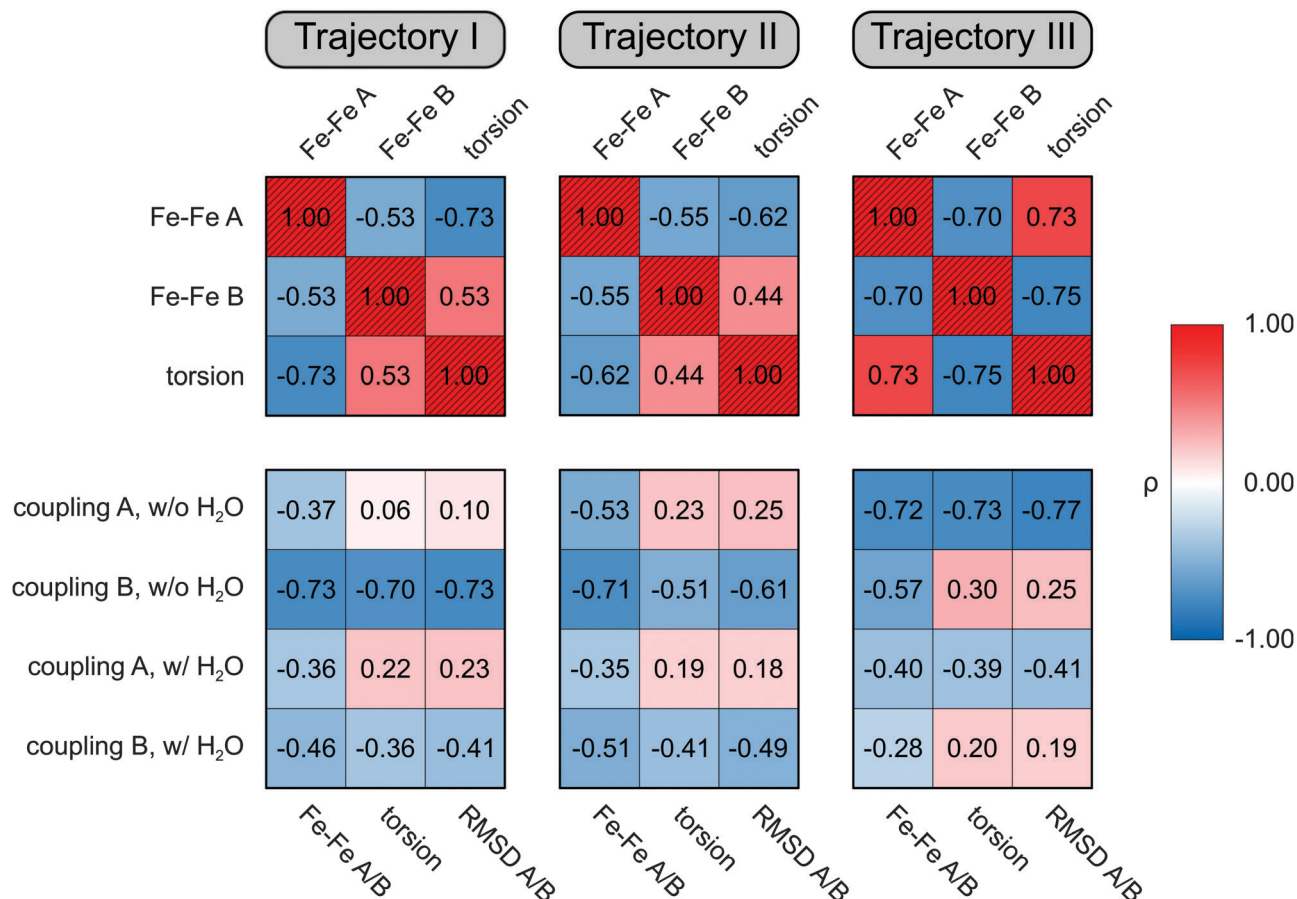 Trajectory I Trajectory II Trajectory III
Fe-Fe A Fe-Fe B torsion Fe-Fe A Fe-Fe B torsion Fe-Fe A Fe-Fe B torsion
Fe-Fe A 1.00 -0.53 -0.73 1.00 -0.55 -0.62 1.00 -0.70 0.73
Fe-Fe B -0.53 1.00 0.53 -0.55 1.00 0.44 -0.70 1.00 -0.75
torsion -0.73 0.53 1.00 -0.62 0.44 1.00 0.73 -0.75 1.00
coupling A, w/o H₂O -0.37 0.06 0.10 -0.53 0.23 0.25 -0.72 -0.73 -0.77
coupling B, w/o H₂O -0.73 -0.70 -0.73 -0.71 -0.51 -0.61 -0.57 0.30 0.25
coupling A, w/ H₂O -0.36 0.22 0.23 -0.35 0.19 0.18 -0.40 -0.39 -0.41
coupling B, w/ H₂O -0.46 -0.36 -0.41 -0.51 -0.41 -0.49 -0.28 0.20 0.19
Fe-Fe A/B torsion RMSD A/B Fe-Fe A/B torsion RMSD A/B Fe-Fe A/B torsion RMSD A/B
1.00
ρ 0.00
-1.00